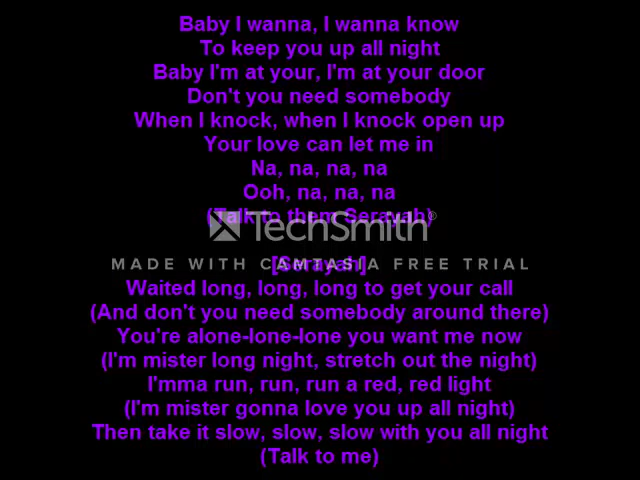 Baby I wanna, I wanna know
To keep you up all night
Baby I'm at your, I'm at your door
Don't you need somebody
When I knock, when I knock open up
Your love can let me in
Na, na, na, na
Ooh, na, na, na
(Talk to them Serayah)
TechSmith®
MADE WITH CAMTASIA FREE TRIAL
[Serayah]
Waited long, long, long to get your call
(And don't you need somebody around there)
You're alone-lone-lone you want me now
(I'm mister long night, stretch out the night)
I'mma run, run, run a red, red light
(I'm mister gonna love you up all night)
Then take it slow, slow, slow with you all night
(Talk to me)